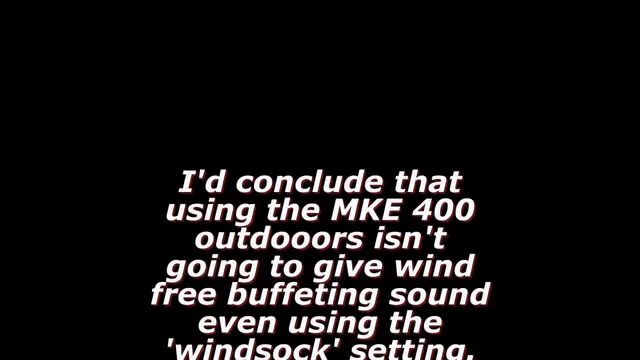 I'd conclude that
using the MKE 400
outdooors isn't
going to give wind
free buffeting sound
even using the
'windsock' setting.